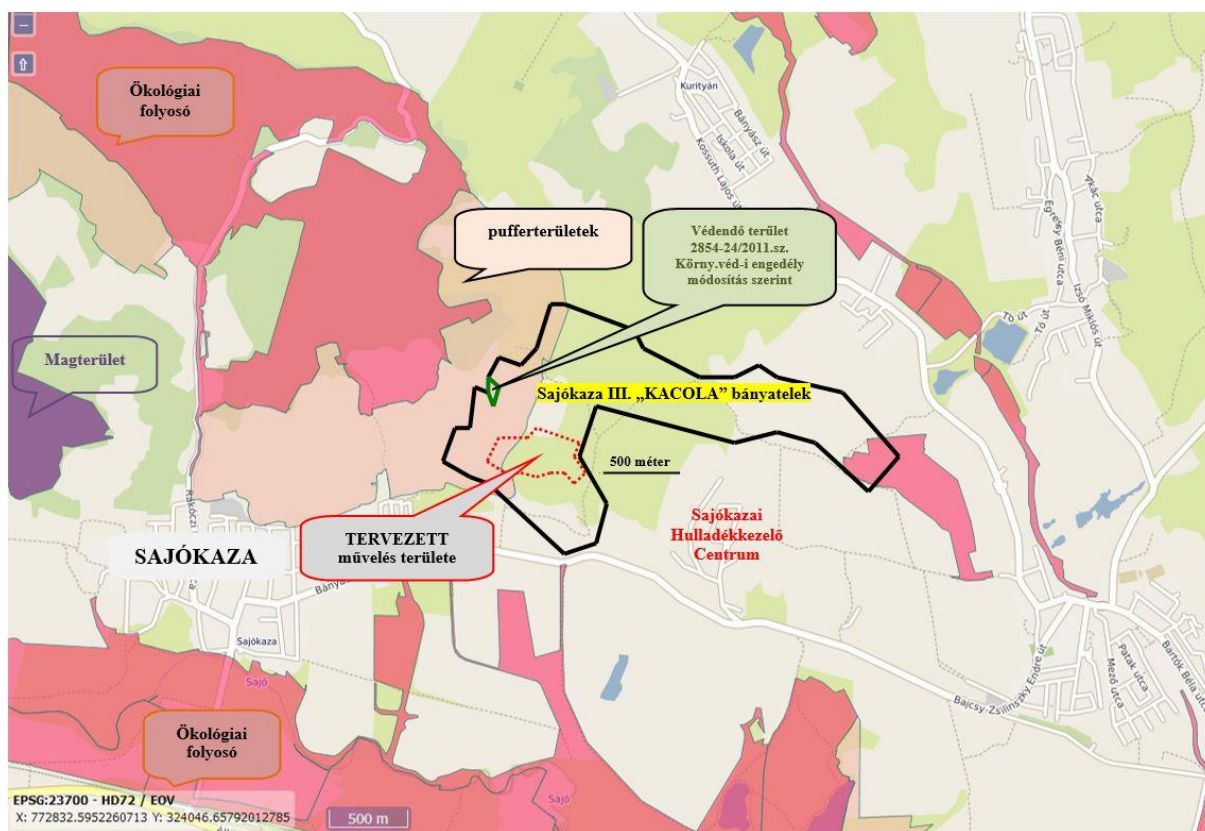 Ökológiai
folyosó
Kurityán
Bányász út
Iskola út
Kossuth Lajos út
Akác utca
Egressy Béni utca
Izsó Miklós út
Tó út
Tó út
pufferterületek
Védendő terület
2854-24/2011.sz.
Körny.véd-i engedély
módosítás szerint
Magterület
Sajókaza III. „KACOLA” bányatelek
500 méter
TERVEZETT
művelés területe
Sajókazai
Hulladékkezelő
Centrum
SAJÓKAZA
Sajókaza
Sajó
Ökológiai
folyosó
Bajcsy-Zsilinszky Endre út
Patak utca
Mező utca
Bartók Béla utca
Sajó
EPSG:23700 - HD72 / EOV
X: 772832.5952260713 Y: 324046.65792012785
500 m